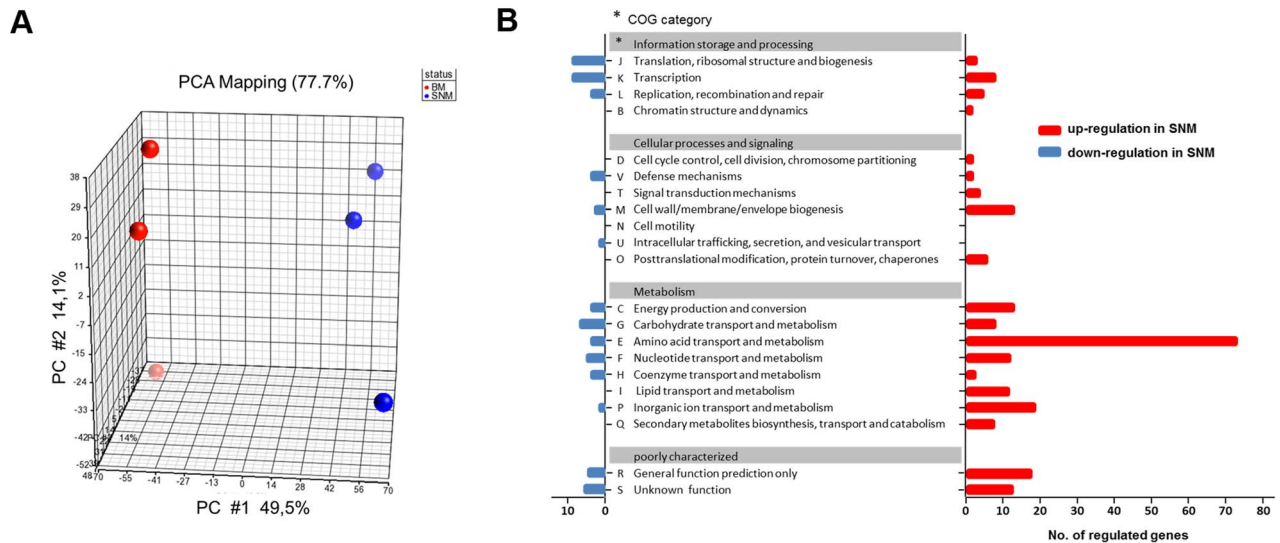 A
PCA Mapping (77.7%)
status
BM
SNM
PC #2 14,1%
38
29
20
11
2
-7
-15
-24
-33
-42
-52
-70
-55
-41
-27
-13
0
14
28
42
56
70
14%
PC #1 49,5%
B
* COG category
* Information storage and processing
J Translation, ribosomal structure and biogenesis
K Transcription
L Replication, recombination and repair
B Chromatin structure and dynamics
Cellular processes and signaling
D Cell cycle control, cell division, chromosome partitioning
V Defense mechanisms
T Signal transduction mechanisms
M Cell wall/membrane/envelope biogenesis
N Cell motility
U Intracellular trafficking, secretion, and vesicular transport
O Posttranslational modification, protein turnover, chaperones
Metabolism
C Energy production and conversion
G Carbohydrate transport and metabolism
E Amino acid transport and metabolism
F Nucleotide transport and metabolism
H Coenzyme transport and metabolism
I Lipid transport and metabolism
P Inorganic ion transport and metabolism
Q Secondary metabolites biosynthesis, transport and catabolism
poorly characterized
R General function prediction only
S Unknown function
up-regulation in SNM
down-regulation in SNM
10 0
0 10 20 30 40 50 60 70 80
No. of regulated genes